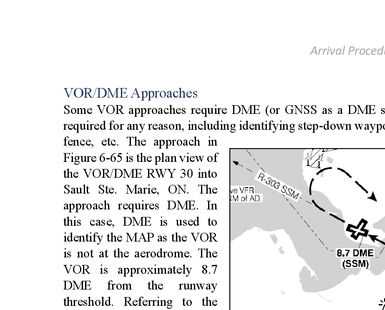 Arrival Proced
VOR/DME Approaches
Some VOR approaches require DME (or GNSS as a DME s
required for any reason, including identifying step-down waypo
fence, etc. The approach in
Figure 6-65 is the plan view of
the VOR/DME RWY 30 into
Sault Ste. Marie, ON. The
approach requires DME. In
this case, DME is used to
identify the MAP as the VOR
is not at the aerodrome. The
VOR is approximately 8.7
DME from the runway
threshold. Referring to the
R-303 SSM
ve VFR
NM of AD.
8.7 DME
(SSM)